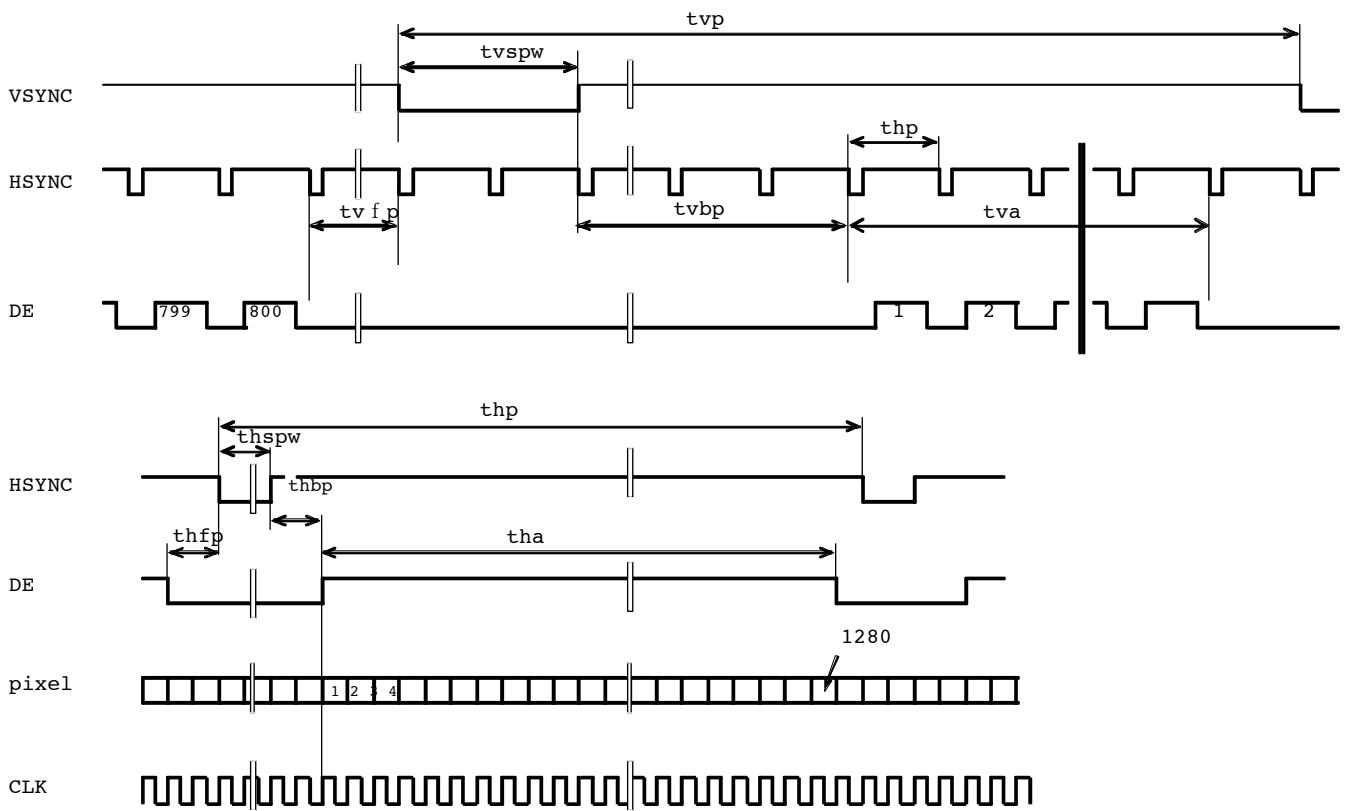 tvp
tvspw
VSYNC
thp
HSYNC
tv f p
tvbp
tva
DE
799
800
1
2
thp
thspw
HSYNC
thbp
thfp
tha
DE
1280
pixel
1 2 3 4
CLK